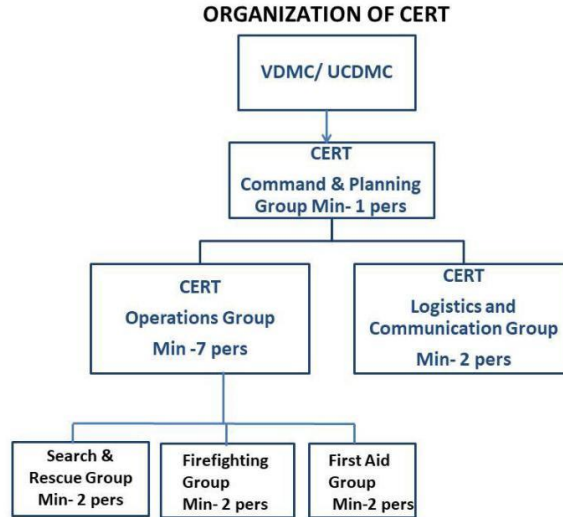 ORGANIZATION OF CERT
VDMC/ UCDMC
CERT
Command & Planning
Group Min- 1 pers
CERT
Operations Group
Min -7 pers
CERT
Logistics and
Communication Group
Min- 2 pers
Search &
Rescue Group
Min- 2 pers
Firefighting
Group
Min- 2 pers
First Aid
Group
Min-2 pers